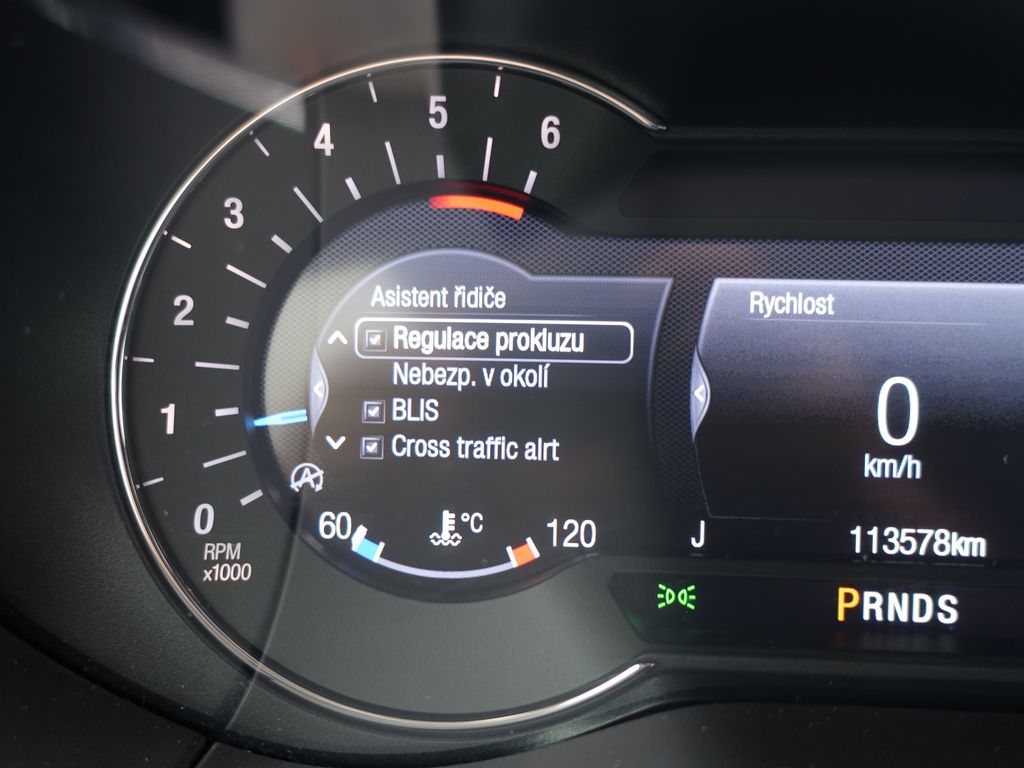 6
5
4
3
2
1
0
RPM
x1000
Asistent řidiče
Regulace prokluzu
Nebezp. v okolí
BLIS
Cross traffic alrt
60 °C 120
Rychlost
0
km/h
J 113578km
PRNDS